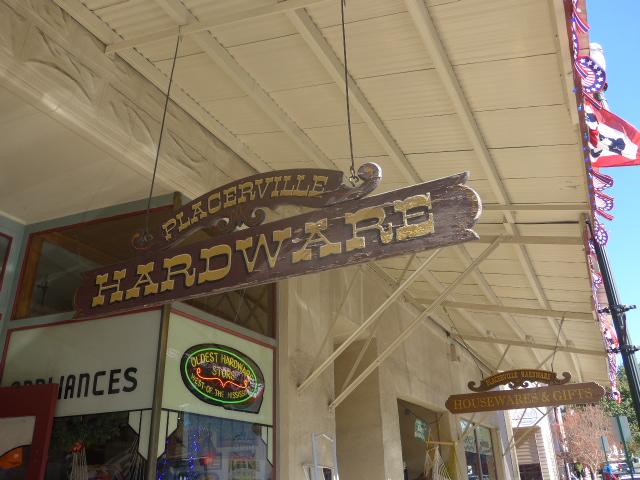 PLACERVILLE
HARDWARE
APPLIANCES
OLDEST HARDWARE
STORE
WEST OF THE MISSISSIPPI
PLACERVILLE HARDWARE
HOUSEWARES & GIFTS